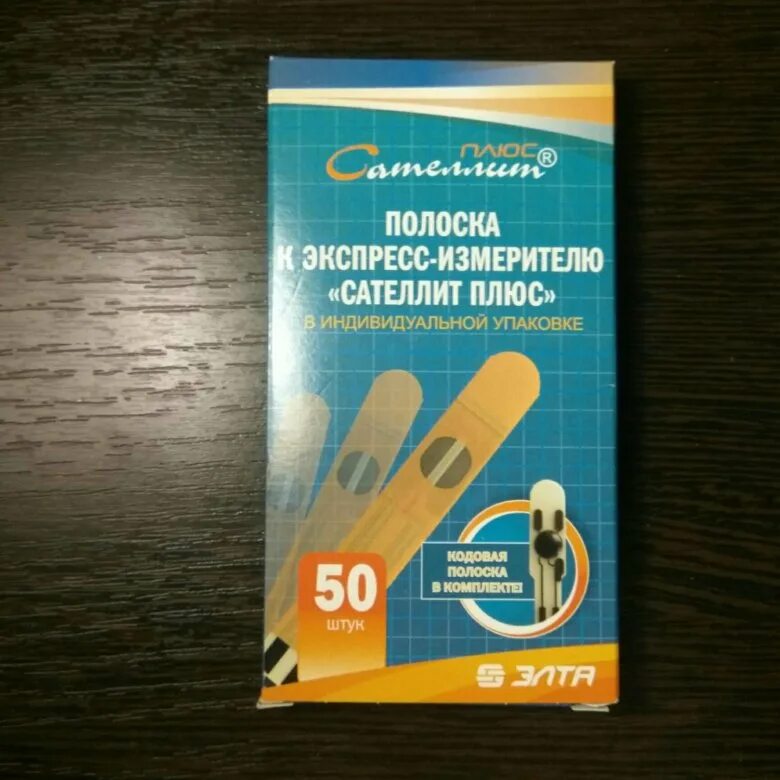 ПЛЮС
Сателлит®
ПОЛОСКА
К ЭКСПРЕСС-ИЗМЕРИТЕЛЮ
«САТЕЛЛИТ ПЛЮС»
В ИНДИВИДУАЛЬНОЙ УПАКОВКЕ
КОДОВАЯ
ПОЛОСКА
В КОМПЛЕКТЕ!
50
штук
ЭЛТА